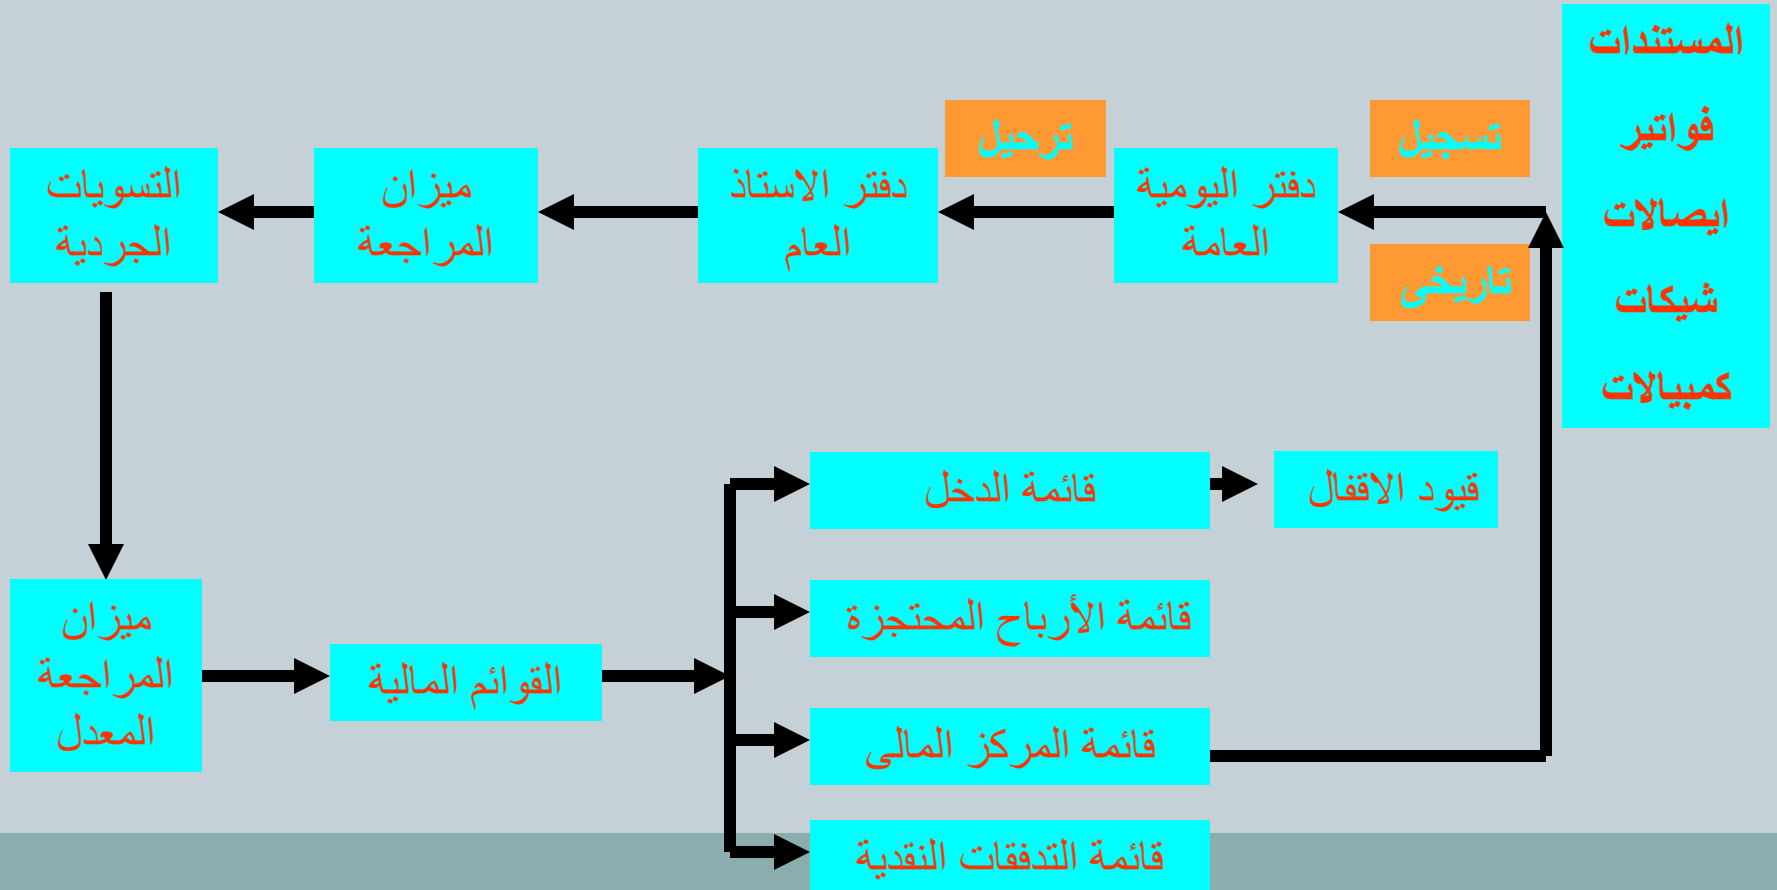 المستندات
فواتير
ايصالات
شيكات
كمبيالات
تسجيل
تاريخى
دفتر اليومية
العامة
ترحيل
دفتر الاستاذ
العام
ميزان
المراجعة
التسويات
الجردية
ميزان
المراجعة
المعدل
القوائم المالية
قائمة الدخل
قيود الاقفال
قائمة الأرباح المحتجزة
قائمة المركز المالى
قائمة التدفقات النقدية